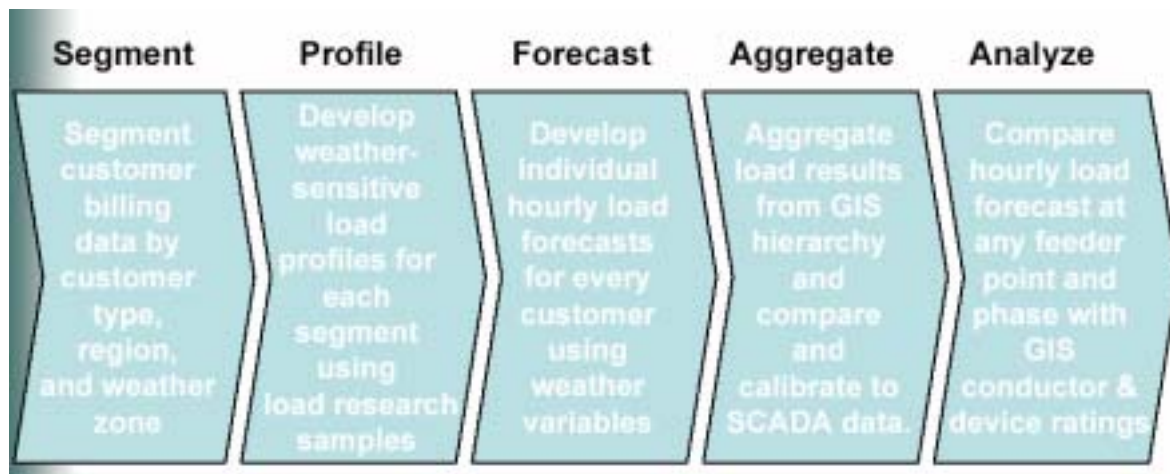 Segment
Profile
Forecast
Aggregate
Analyze
Segment
customer
billing
data by
customer
type,
region,
and weather
zone
Develop
weather-
sensitive
load
profiles for
each
segment
using
load research
samples
Develop
individual
hourly load
forecasts
for every
customer
using
weather
variables
Aggregate
load results
from GIS
hierarchy
and
compare
and
calibrate to
SCADA data.
Compare
hourly load
forecast at
any feeder
point and
phase with
GIS
conductor &
device ratings